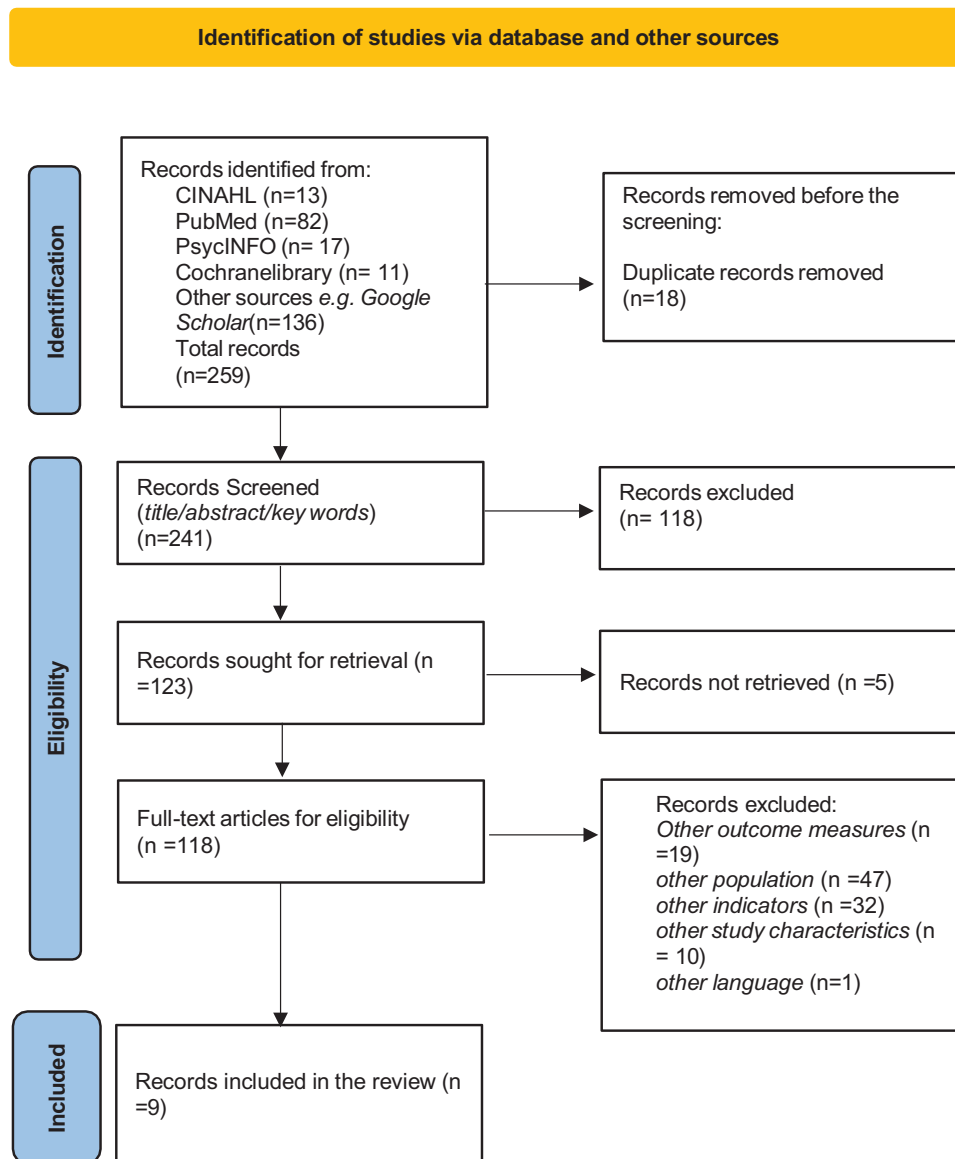 Identification of studies via database and other sources
Identification
Records identified from:
CINAHL (n=13)
PubMed (n=82)
PsycINFO (n= 17)
Cochranelibrary (n= 11)
Other sources e.g. Google
Scholar(n=136)
Total records
(n=259)
Records removed before the
screening:
Duplicate records removed
(n=18)
Eligibility
Records Screened
(title/abstract/key words)
(n=241)
Records excluded
(n= 118)
Records sought for retrieval (n
=123)
Records not retrieved (n =5)
Full-text articles for eligibility
(n =118)
Records excluded:
Other outcome measures (n
=19)
other population (n =47)
other indicators (n =32)
other study characteristics (n
= 10)
other language (n=1)
Included
Records included in the review (n
=9)